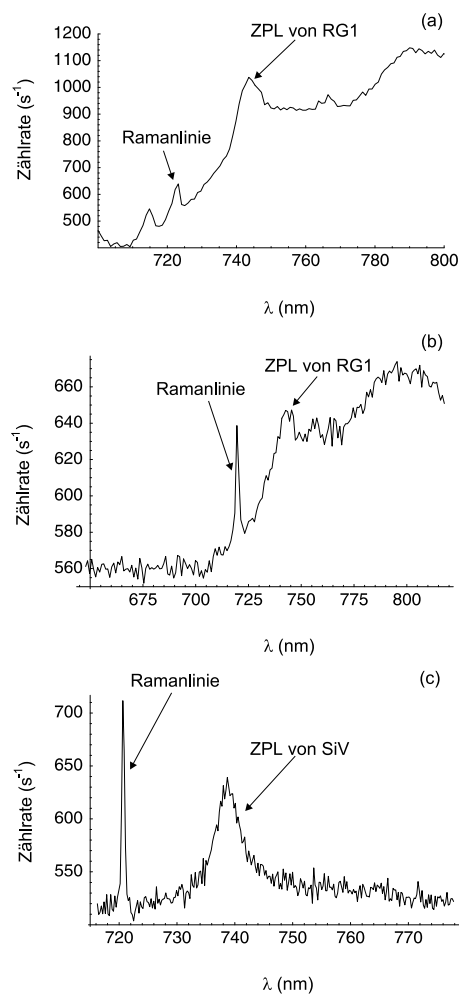 (a)
ZPL von RG1
Ramanlinie
Zählrate (s⁻¹)
1200
1100
1000
900
800
700
600
500
720 740 760 780 800
λ (nm)
(b)
ZPL von RG1
Ramanlinie
Zählrate (s⁻¹)
660
640
620
600
580
560
675 700 725 750 775 800
λ (nm)
(c)
Ramanlinie
ZPL von SiV
Zählrate (s⁻¹)
700
650
600
550
720 730 740 750 760 770
λ (nm)